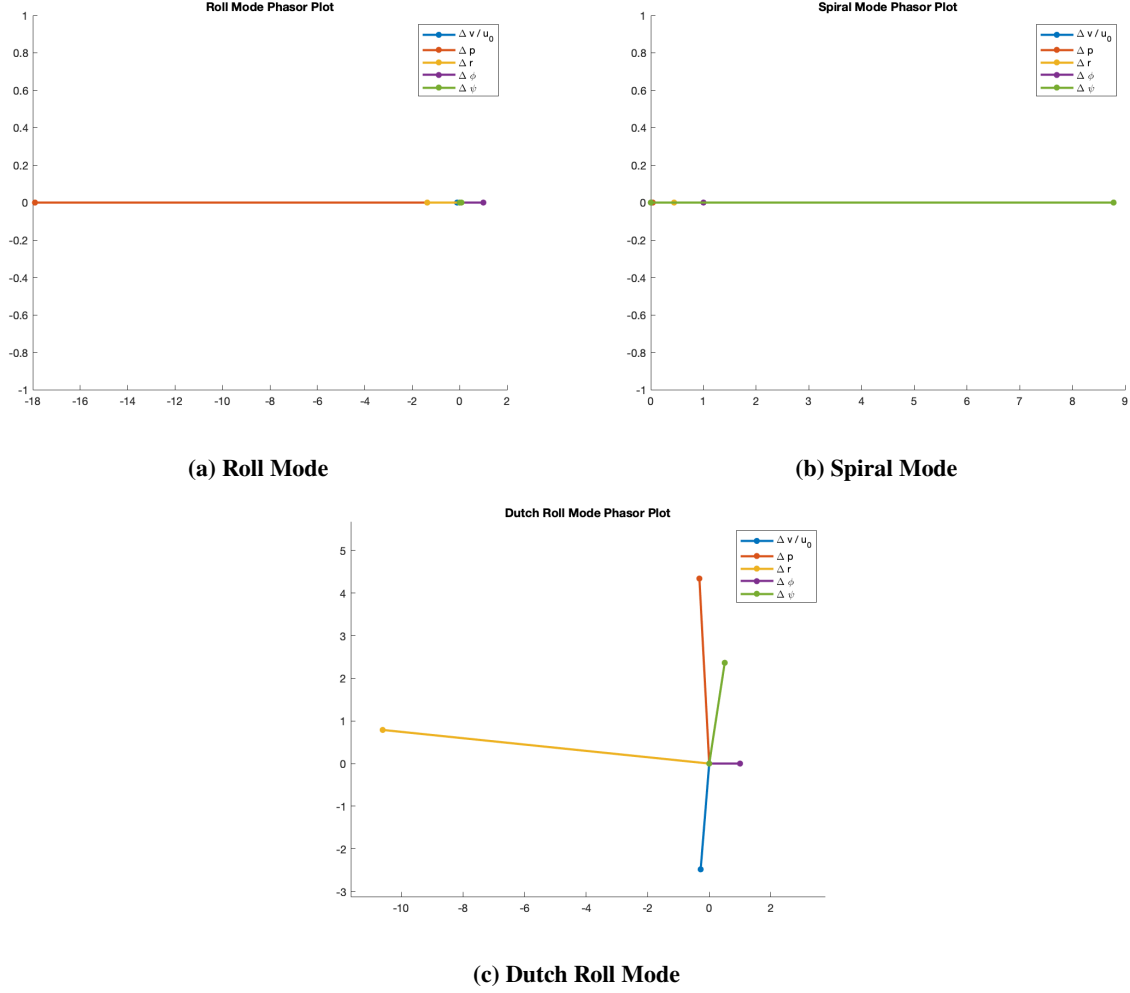 Roll Mode Phasor Plot
1
0.8
0.6
0.4
0.2
0
-0.2
-0.4
-0.6
-0.8
-1
-18 -16 -14 -12 -10 -8 -6 -4 -2 0 2
Δ v / u₀
Δ p
Δ r
Δ ϕ
Δ ψ
(a) Roll Mode
Spiral Mode Phasor Plot
1
0.8
0.6
0.4
0.2
0
-0.2
-0.4
-0.6
-0.8
-1
0 1 2 3 4 5 6 7 8 9
Δ v / u₀
Δ p
Δ r
Δ ϕ
Δ ψ
(b) Spiral Mode
Dutch Roll Mode Phasor Plot
5
4
3
2
1
0
-1
-2
-3
-10 -8 -6 -4 -2 0 2
Δ v / u₀
Δ p
Δ r
Δ ϕ
Δ ψ
(c) Dutch Roll Mode